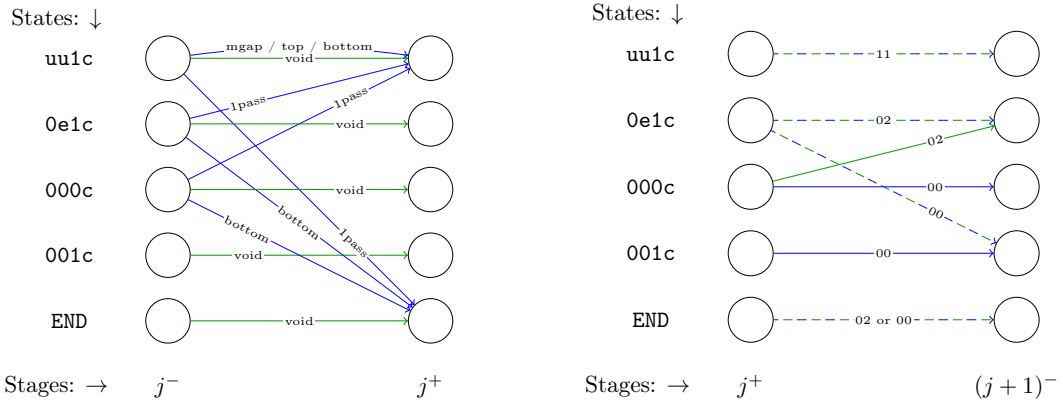 States: ↓
uu1c
mgap / top / bottom
void
0e1c
1pass
1pass
void
000c
void
bottom
bottom
1pass
001c
void
END
void
Stages: →
j⁻
j⁺
States: ↓
uu1c
11
0e1c
02
02
000c
00
00
001c
00
END
02 or 00
Stages: →
j⁺
(j + 1)⁻